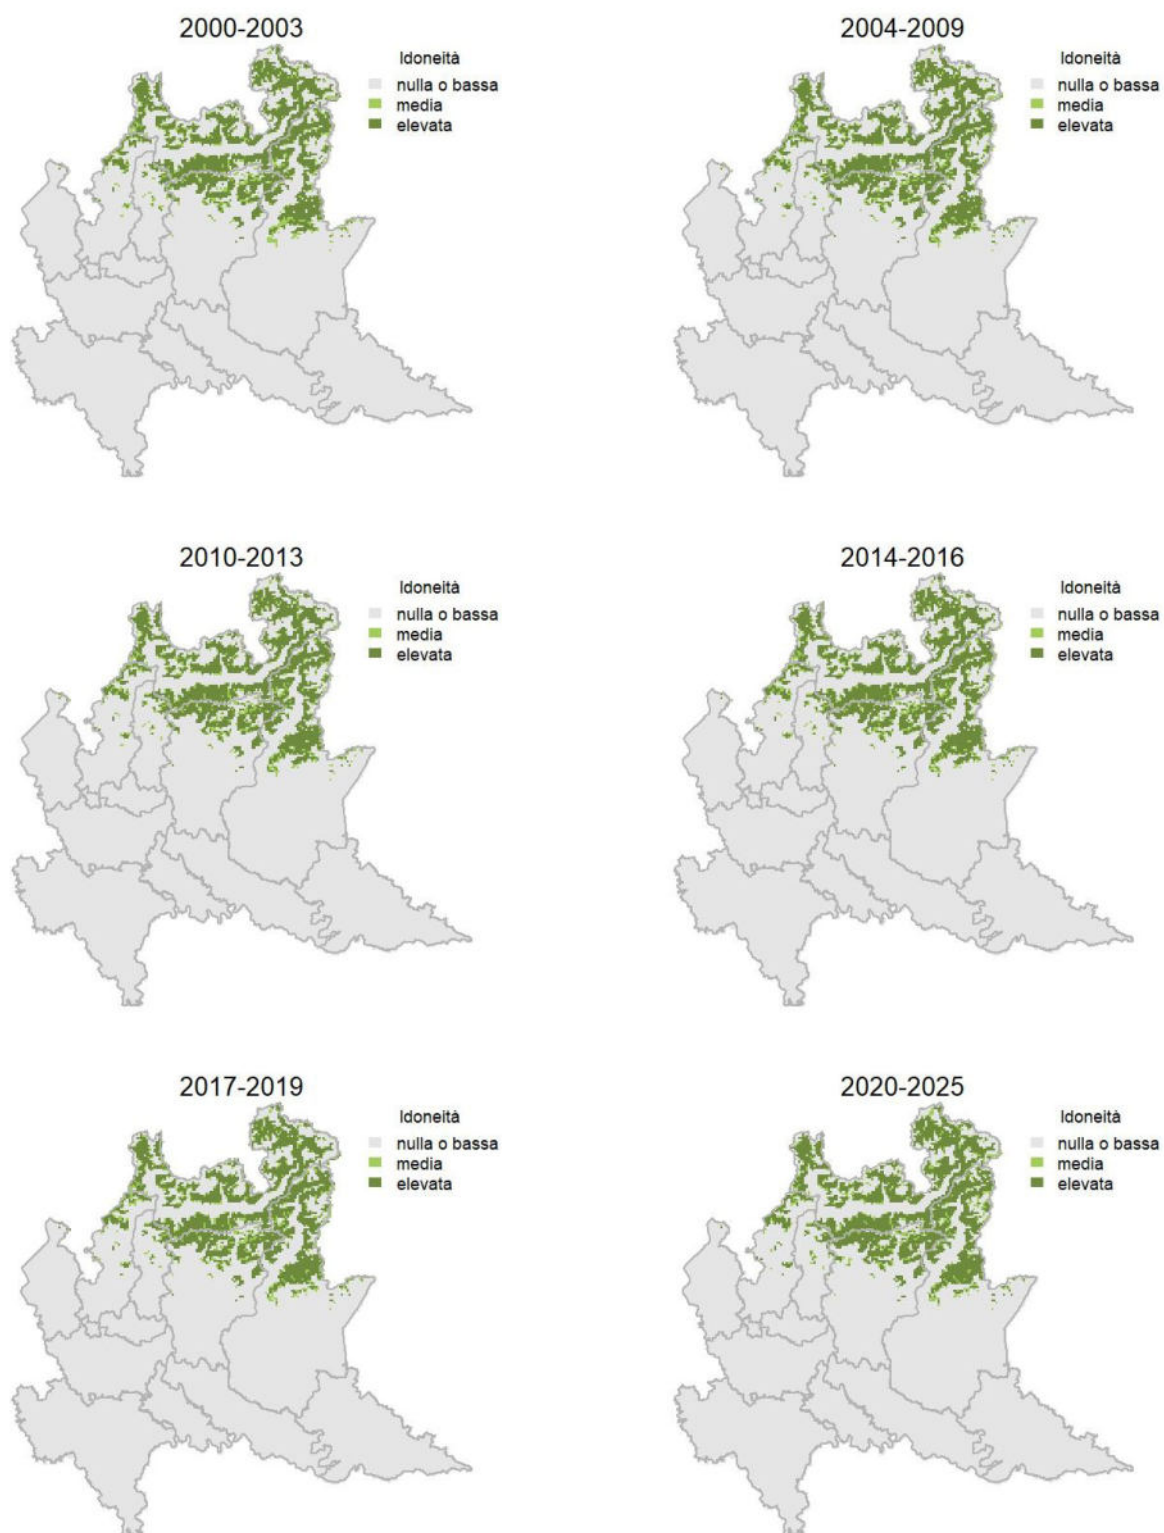 2000-2003
Idoneità
nulla o bassa
media
elevata
2004-2009
Idoneità
nulla o bassa
media
elevata
2010-2013
Idoneità
nulla o bassa
media
elevata
2014-2016
Idoneità
nulla o bassa
media
elevata
2017-2019
Idoneità
nulla o bassa
media
elevata
2020-2025
Idoneità
nulla o bassa
media
elevata